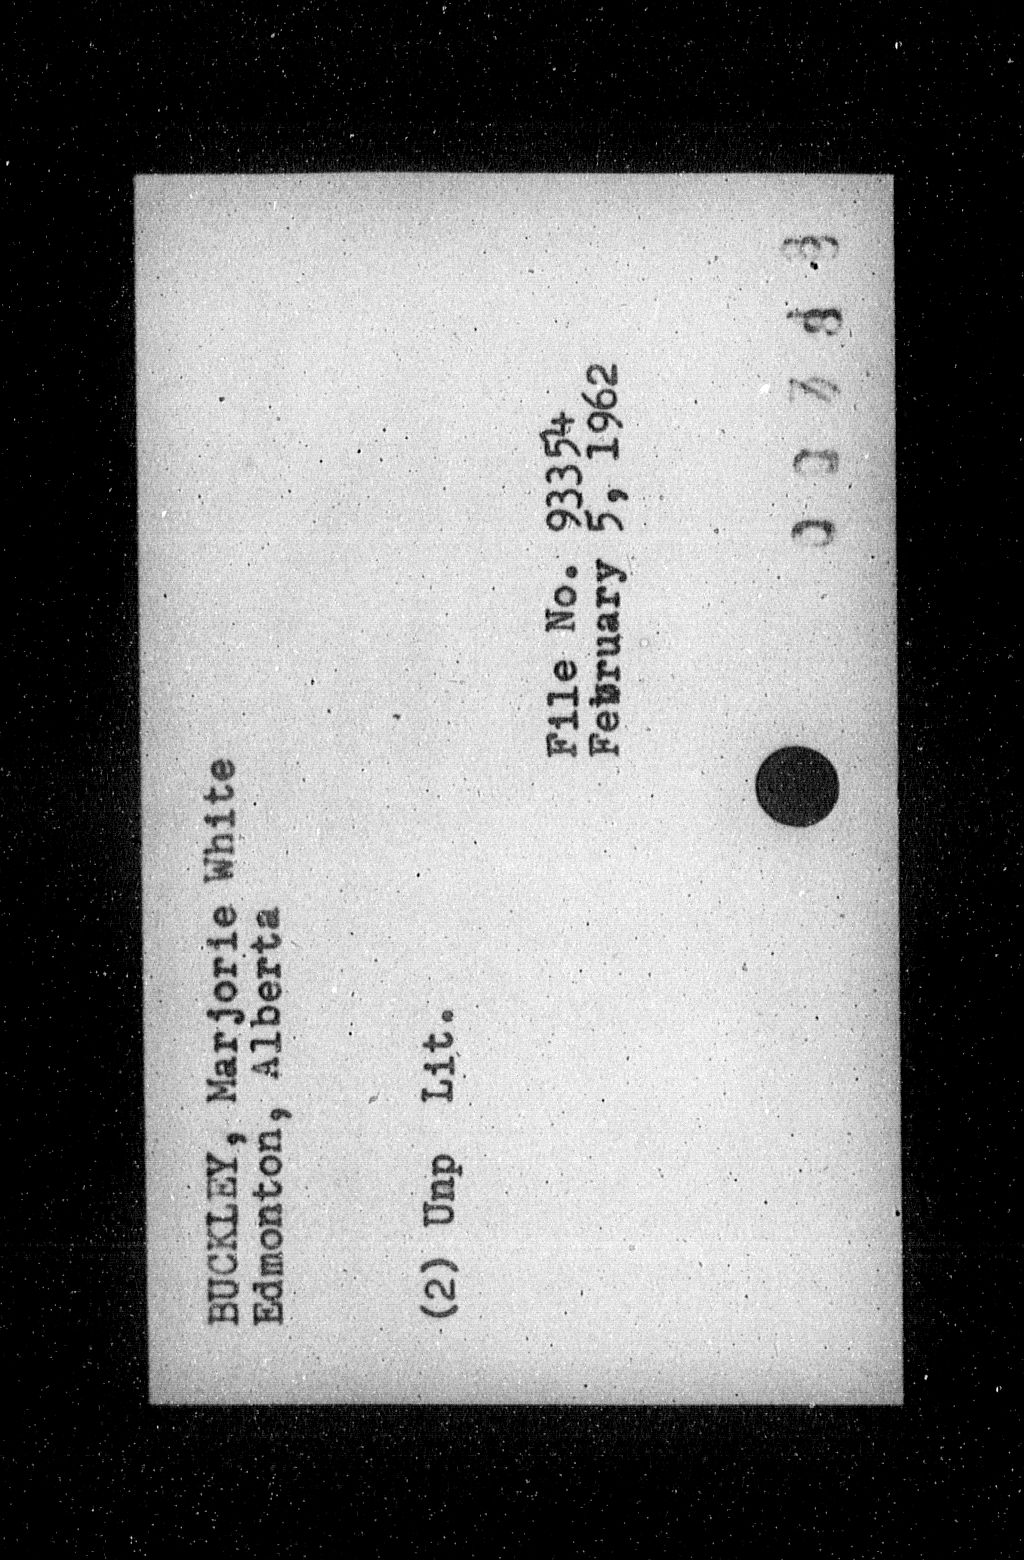 BUCKLEY, Marjorie White
Edmonton, Alberta
(2) Unp Lit.
File No. 93354
February 5, 1962